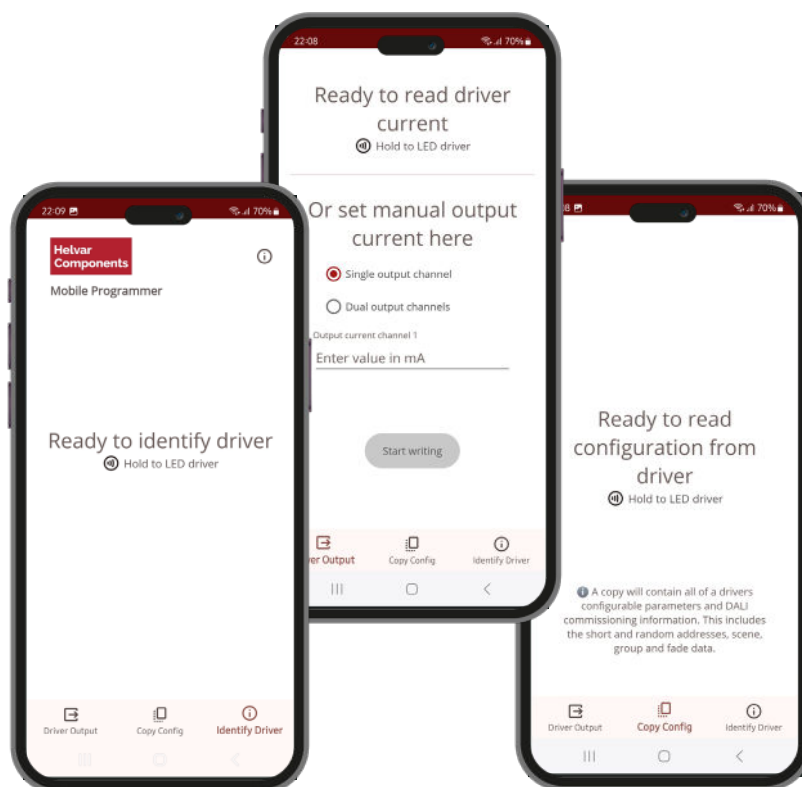 22:09
70%
Helvar
Components
Mobile Programmer
Ready to identify driver
Hold to LED driver
Driver Output
Copy Config
Identify Driver
22:08
70%
Ready to read driver
current
Hold to LED driver
Or set manual output
current here
Single output channel
Dual output channels
Output current channel 1
Enter value in mA
Start writing
Output
Copy Config
Identify Driver
70%
Ready to read
configuration from
driver
Hold to LED driver
A copy will contain all of a drivers
configurable parameters and DALI
commissioning information. This includes
the short and random addresses, scene,
group and fade data.
Driver Output
Copy Config
Identify Driver